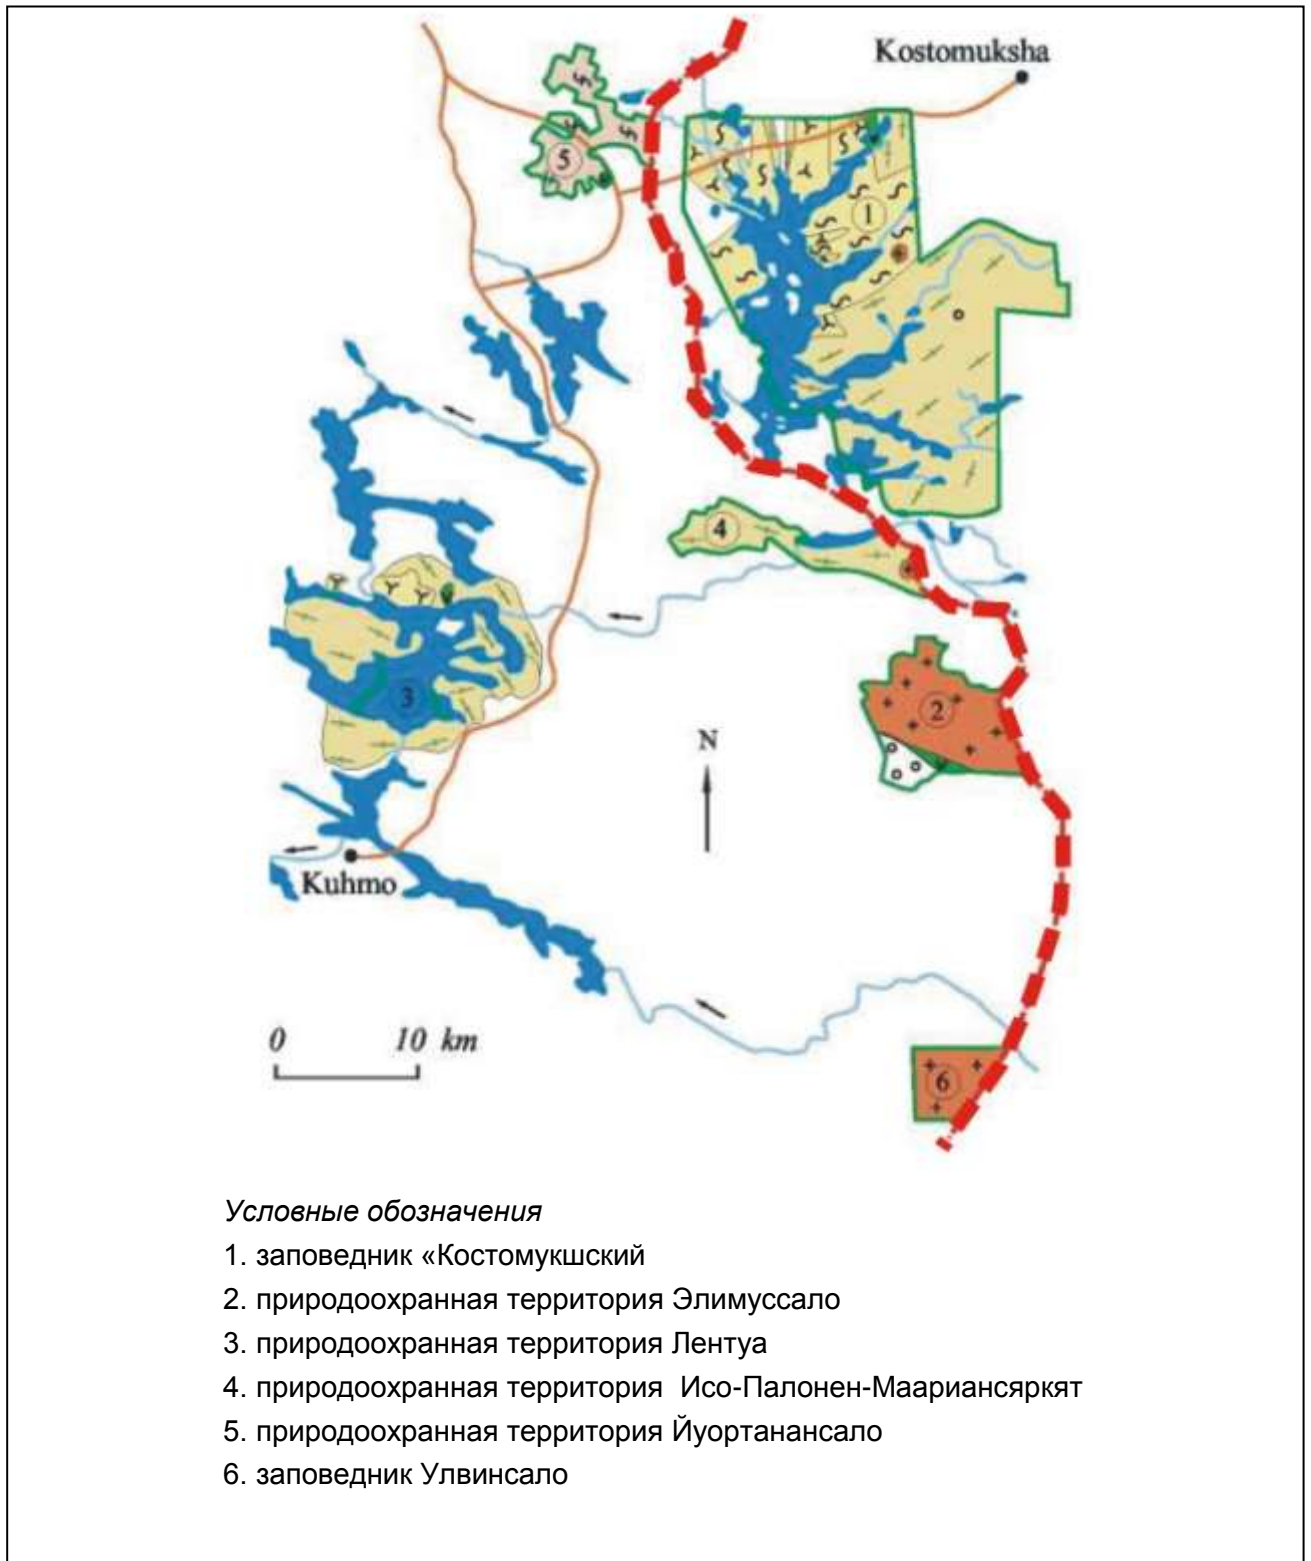 Kostomuksha
5
1
4
3
2
N
Kuhmo
0 10 km
6
Условные обозначения
1. заповедник «Костомукшский
2. природоохранная территория Элимуссало
3. природоохранная территория Лентуа
4. природоохранная территория Исо-Палонен-Маариансяркят
5. природоохранная территория Йуортанансало
6. заповедник Улвинсало